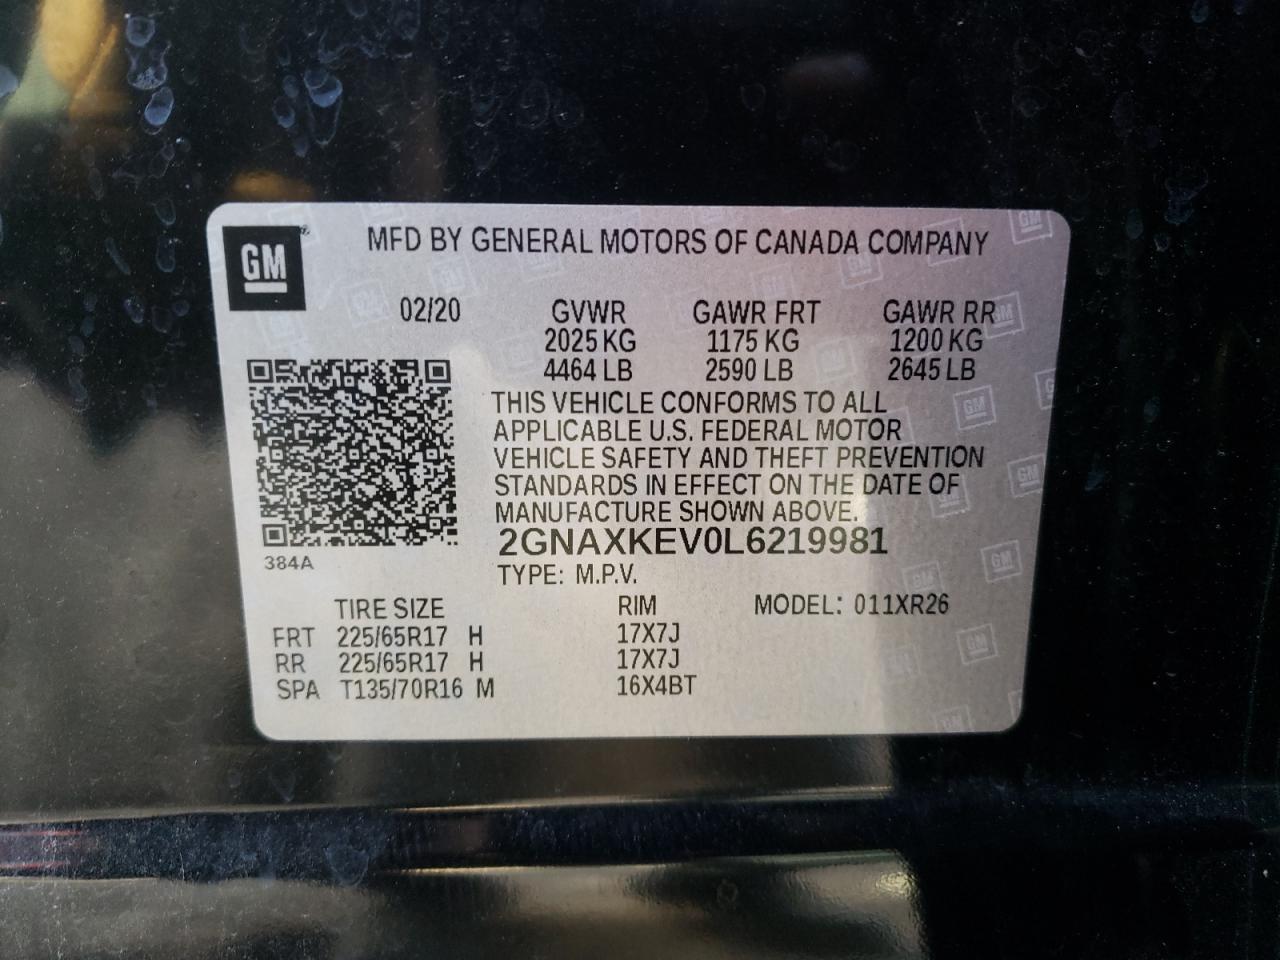 GM
MFD BY GENERAL MOTORS OF CANADA COMPANY
02/20 GVWR GAWR FRT GAWR RR
2025 KG 1175 KG 1200 KG
4464 LB 2590 LB 2645 LB
THIS VEHICLE CONFORMS TO ALL
APPLICABLE U.S. FEDERAL MOTOR
VEHICLE SAFETY AND THEFT PREVENTION
STANDARDS IN EFFECT ON THE DATE OF
MANUFACTURE SHOWN ABOVE.
2GNAXKEV0L6219981
384A
TYPE: M.P.V.
TIRE SIZE RIM MODEL: 011XR26
FRT 225/65R17 H 17X7J
RR 225/65R17 H 17X7J
SPA T135/70R16 M 16X4BT